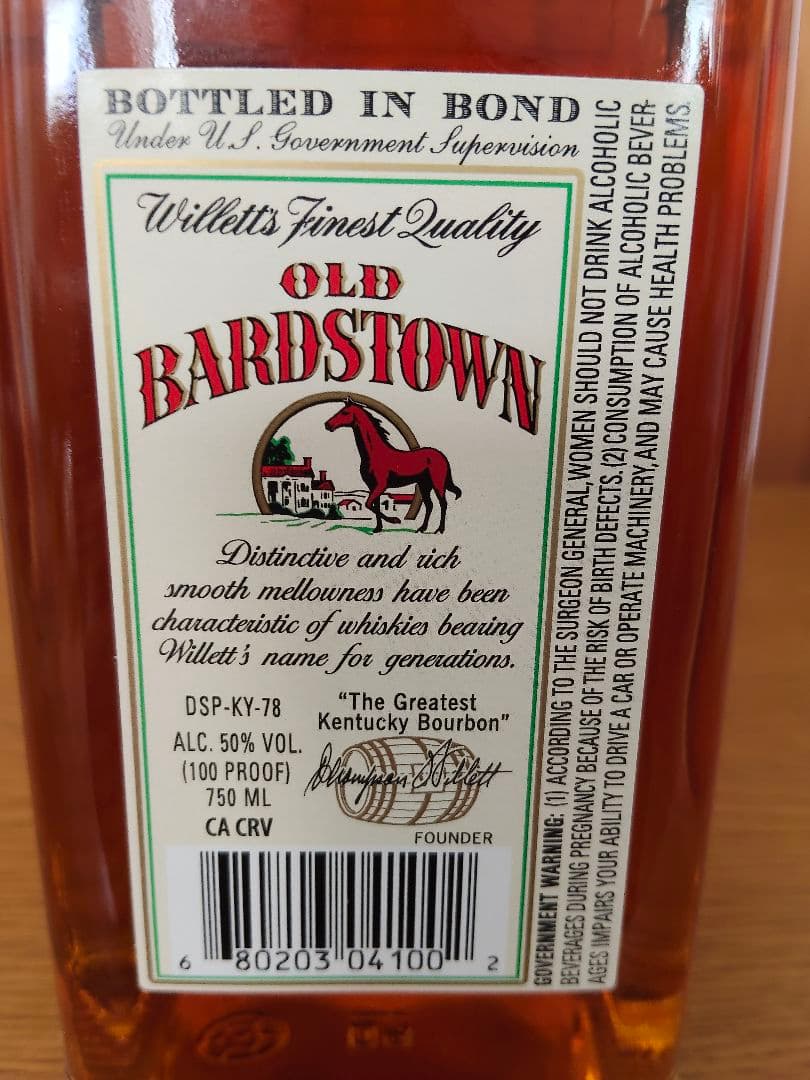 BOTTLED IN BOND
Under U.S. Government Supervision
Willett's Finest Quality
OLD
BARDSTOWN
Distinctive and rich
smooth mellowness have been
characteristic of whiskies bearing
Willett's name for generations.
DSP-KY-78
ALC. 50% VOL.
(100 PROOF)
750 ML
CA CRV
"The Greatest
Kentucky Bourbon"
Thompson Willett
FOUNDER
6 80203 04100 2
GOVERNMENT WARNING: (1) ACCORDING TO THE SURGEON GENERAL, WOMEN SHOULD NOT DRINK ALCOHOLIC
BEVERAGES DURING PREGNANCY BECAUSE OF THE RISK OF BIRTH DEFECTS. (2) CONSUMPTION OF ALCOHOLIC BEVER-
AGES IMPAIRS YOUR ABILITY TO DRIVE A CAR OR OPERATE MACHINERY, AND MAY CAUSE HEALTH PROBLEMS.